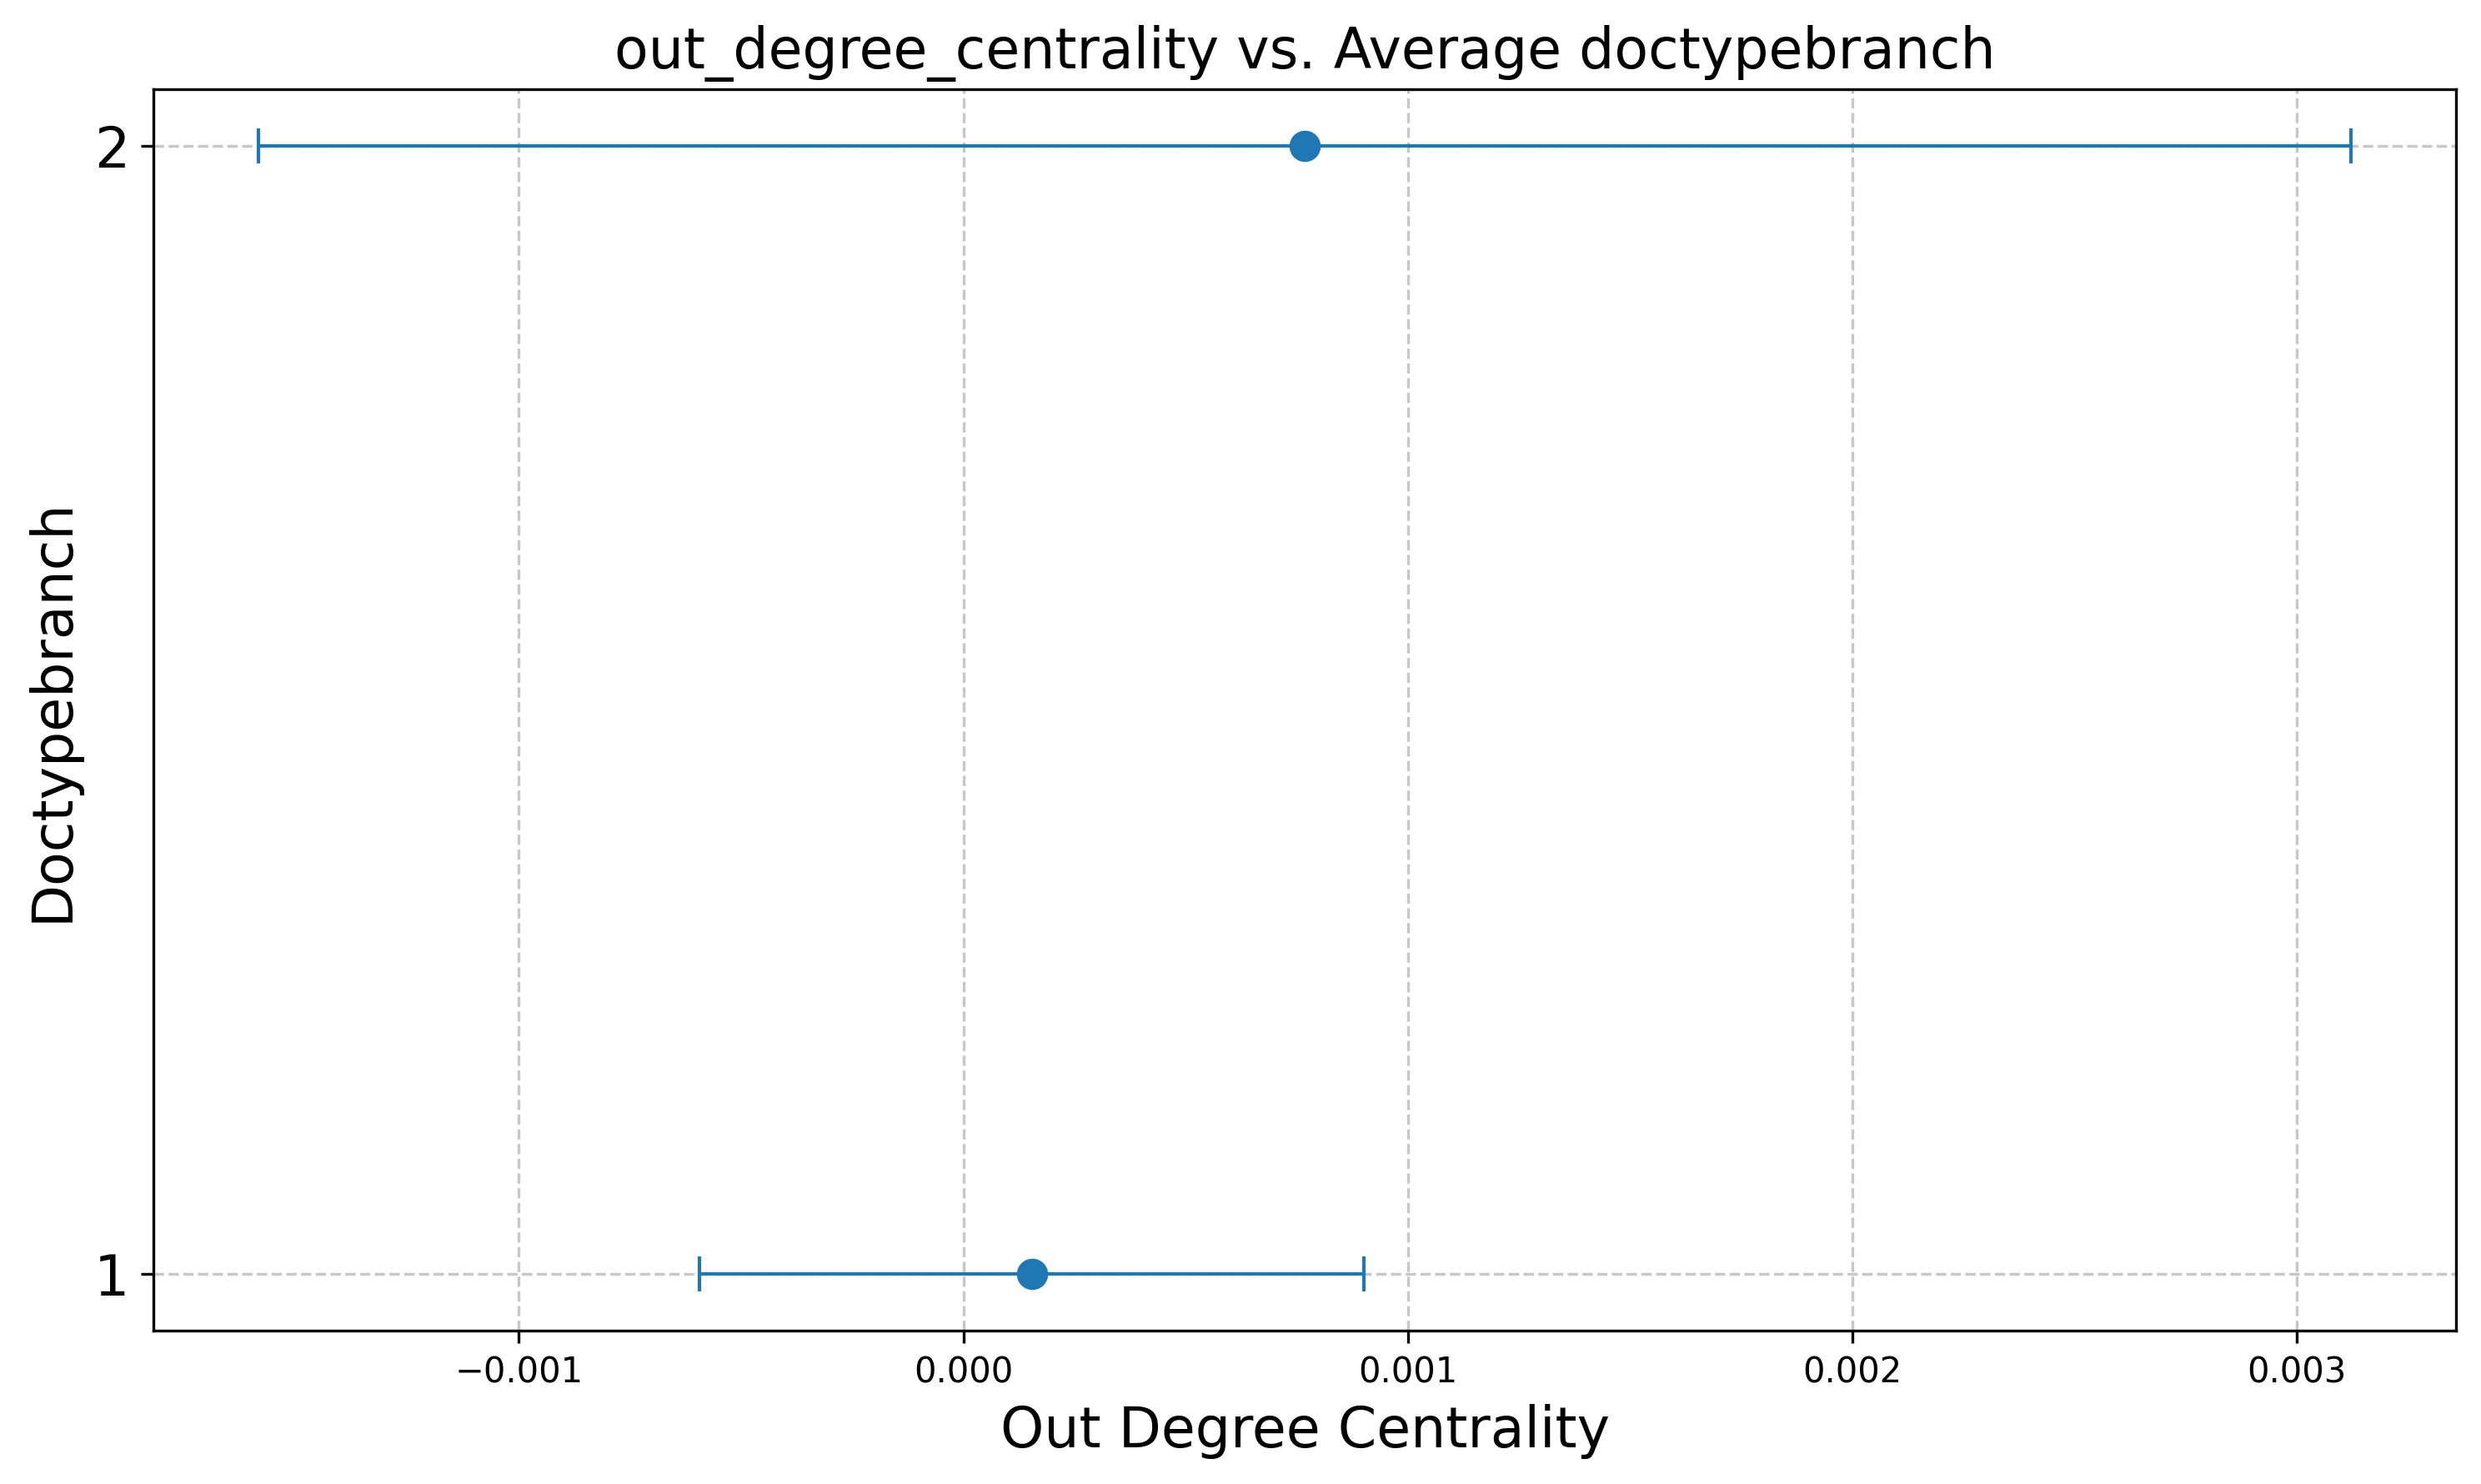 out_degree_centrality vs. Average doctypebranch
Doctypebranch
2
1
−0.001
0.000
0.001
0.002
0.003
Out Degree Centrality